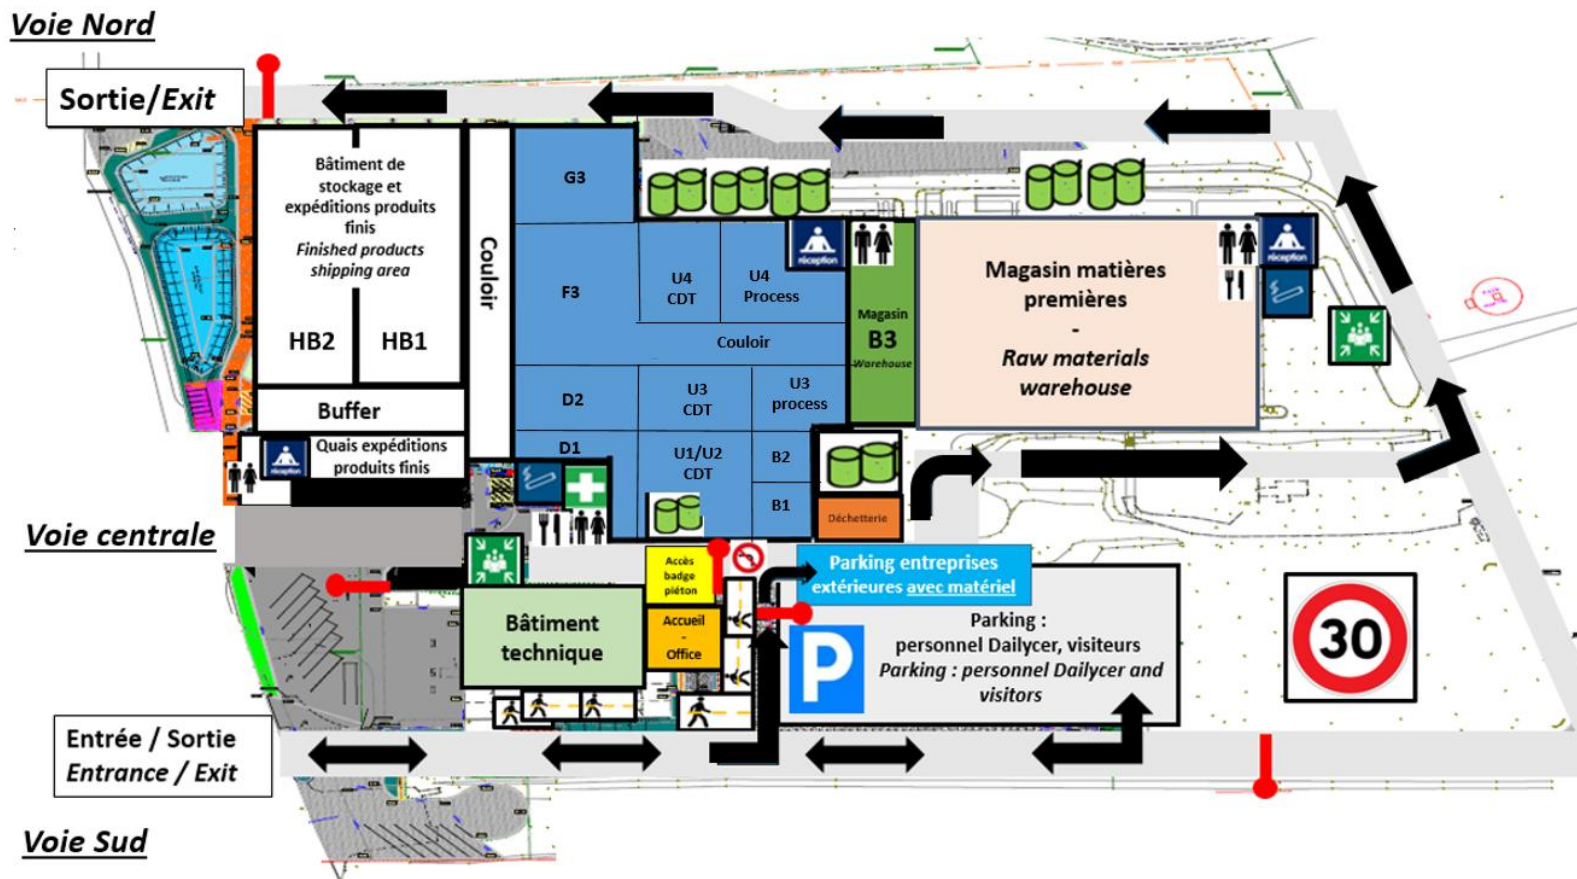 Voie Nord
Sortie/Exit
Bâtiment de
stockage et
expéditions produits
finis
Finished products
shipping area
HB2
HB1
Couloir
G3
F3
U4
CDT
U4
Process
Couloir
réception
Magasin
B3
Warehouse
Magasin matières
premières
-
Raw materials
warehouse
réception
D2
U3
CDT
U3
process
Buffer
réception
Quais expéditions
produits finis
D1
U1/U2
CDT
B2
B1
Déchetterie
Voie centrale
Accès
badge
piéton
Parking entreprises
extérieures avec matériel
Bâtiment
technique
Accueil
-
Office
P
Parking :
personnel Dailycer, visiteurs
Parking : personnel Dailycer and
visitors
30
Entrée / Sortie
Entrance / Exit
Voie Sud